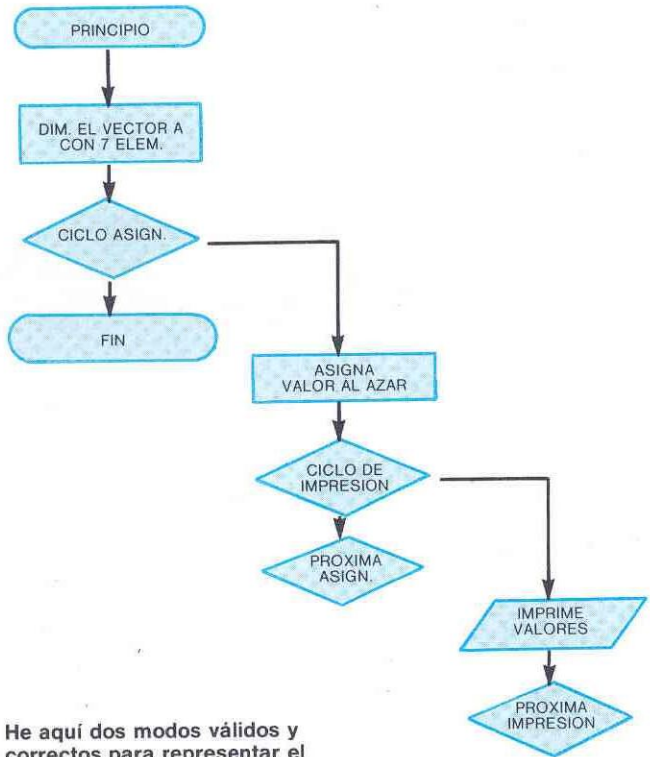 PRINCIPIO
DIM. EL VECTOR A
CON 7 ELEM.
CICLO ASIGN.
FIN
ASIGNA
VALOR AL AZAR
CICLO DE
IMPRESION
PROXIMA
ASIGN.
IMPRIME
VALORES
PROXIMA
IMPRESION
He aquí dos modos válidos y
correctos para representar el